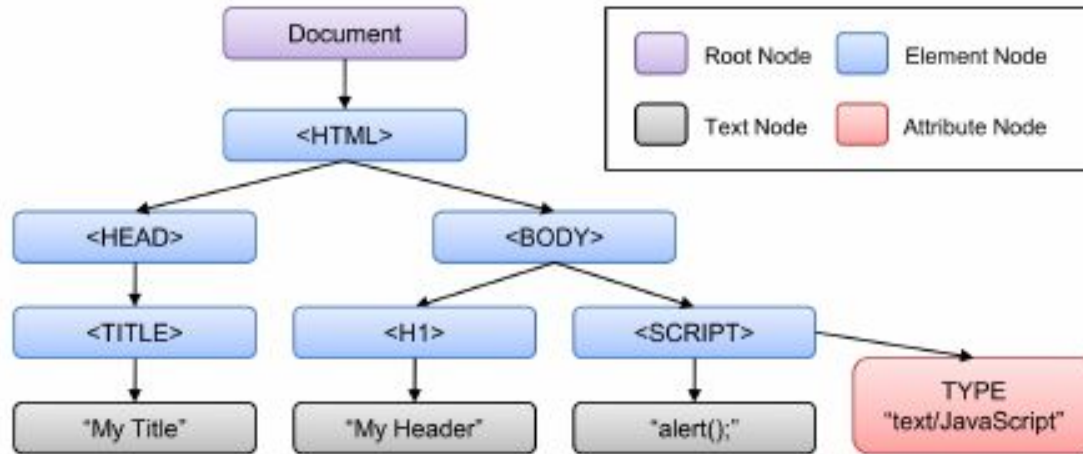 Document
Root Node
Element Node
Text Node
Attribute Node
<HTML>
<HEAD>
<BODY>
<TITLE>
<H1>
<SCRIPT>
"My Title"
"My Header"
"alert();"
TYPE
"text/JavaScript"